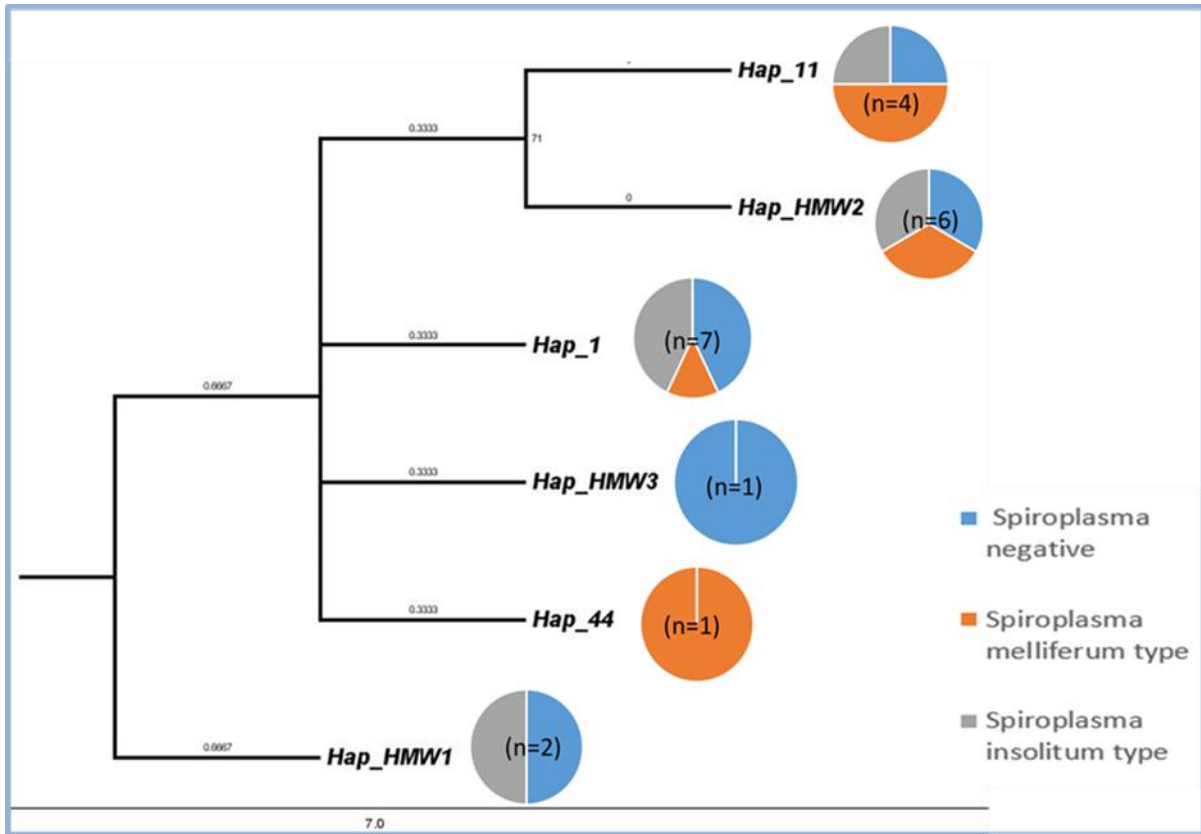 -
Hap_11
(n=4)
0.3333
71
0
Hap_HMW2
(n=6)
0.3333
Hap_1
(n=7)
0.6667
0.3333
Hap_HMW3
(n=1)
Spiroplasma
negative
0.3333
Hap_44
(n=1)
Spiroplasma
melliferum type
0.6667
Hap_HMW1
(n=2)
Spiroplasma
insolitum type
7.0